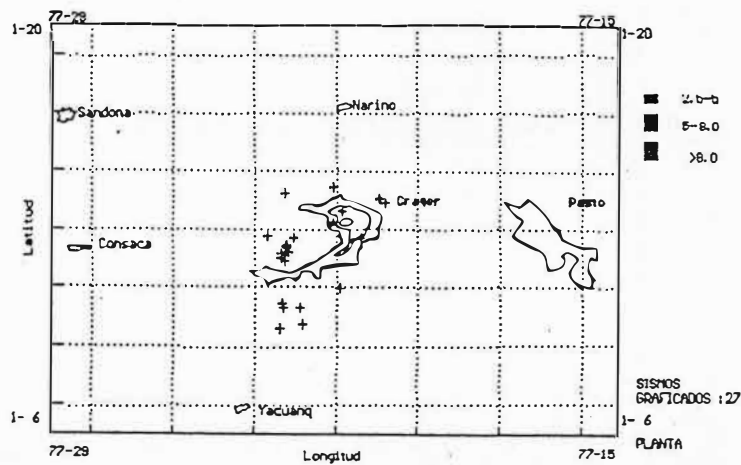 77-29
77-15
1-20
1-20
Sandona
Narino
5-8.0
>8.0
Crater
Pasto
Latitud
Consaca
SISMOS
GRAFICADOS :27
1- 6
Yacuanq
1- 6
PLANTA
77-29
Longitud
77-15